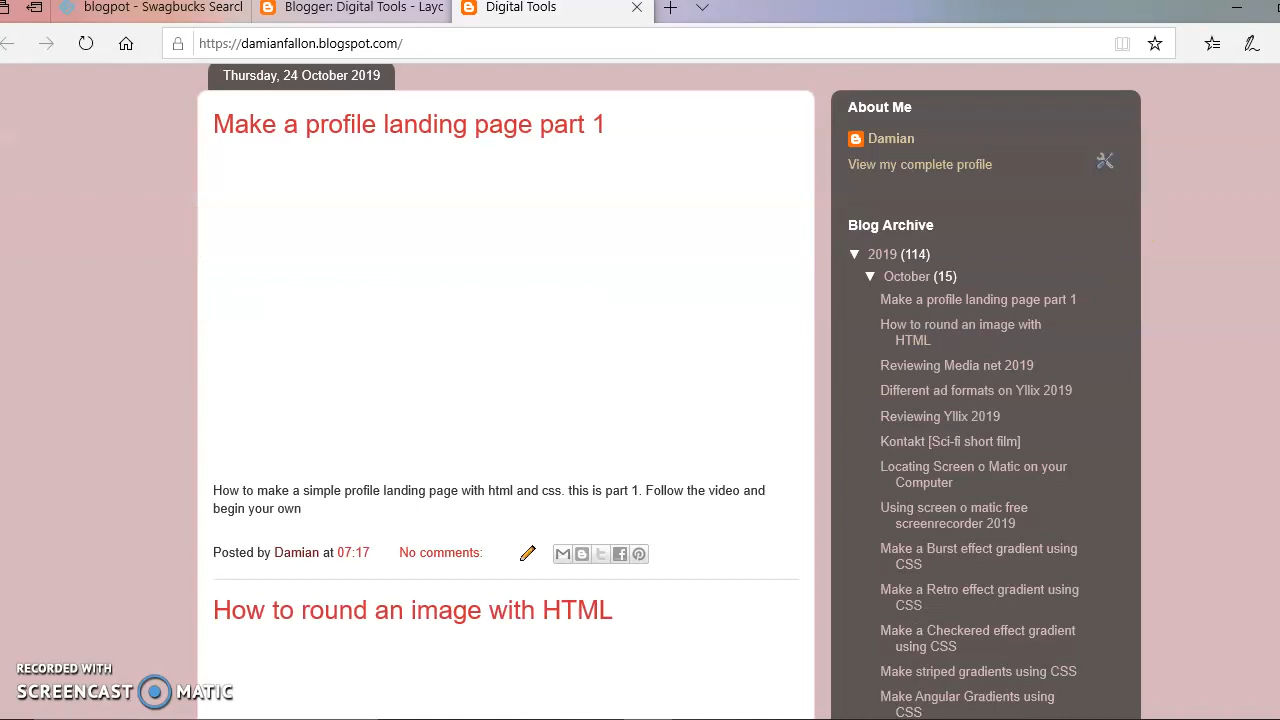 blogpot - Swagbucks Search
Blogger: Digital Tools - Layc
Digital Tools
https://damianfallon.blogspot.com/
Thursday, 24 October 2019
Make a profile landing page part 1
How to make a simple profile landing page with html and css. this is part 1. Follow the video and
begin your own
Posted by Damian at 07:17 No comments:
How to round an image with HTML
About Me
Damian
View my complete profile
Blog Archive
▼ 2019 (114)
▼ October (15)
Make a profile landing page part 1
How to round an image with
HTML
Reviewing Media net 2019
Different ad formats on Yllix 2019
Reviewing Yllix 2019
Kontakt [Sci-fi short film]
Locating Screen o Matic on your
Computer
Using screen o matic free
screenrecorder 2019
Make a Burst effect gradient using
CSS
Make a Retro effect gradient using
CSS
Make a Checkered effect gradient
using CSS
Make striped gradients using CSS
Make Angular Gradients using
CSS
RECORDED WITH
SCREENCAST MATIC